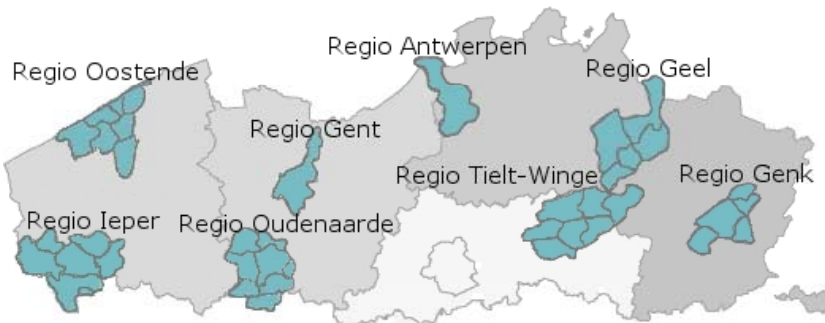 Regio Antwerpen
Regio Oostende
Regio Geel
Regio Gent
Regio Tielt-Winge
Regio Genk
Regio Ieper
Regio Oudenaarde